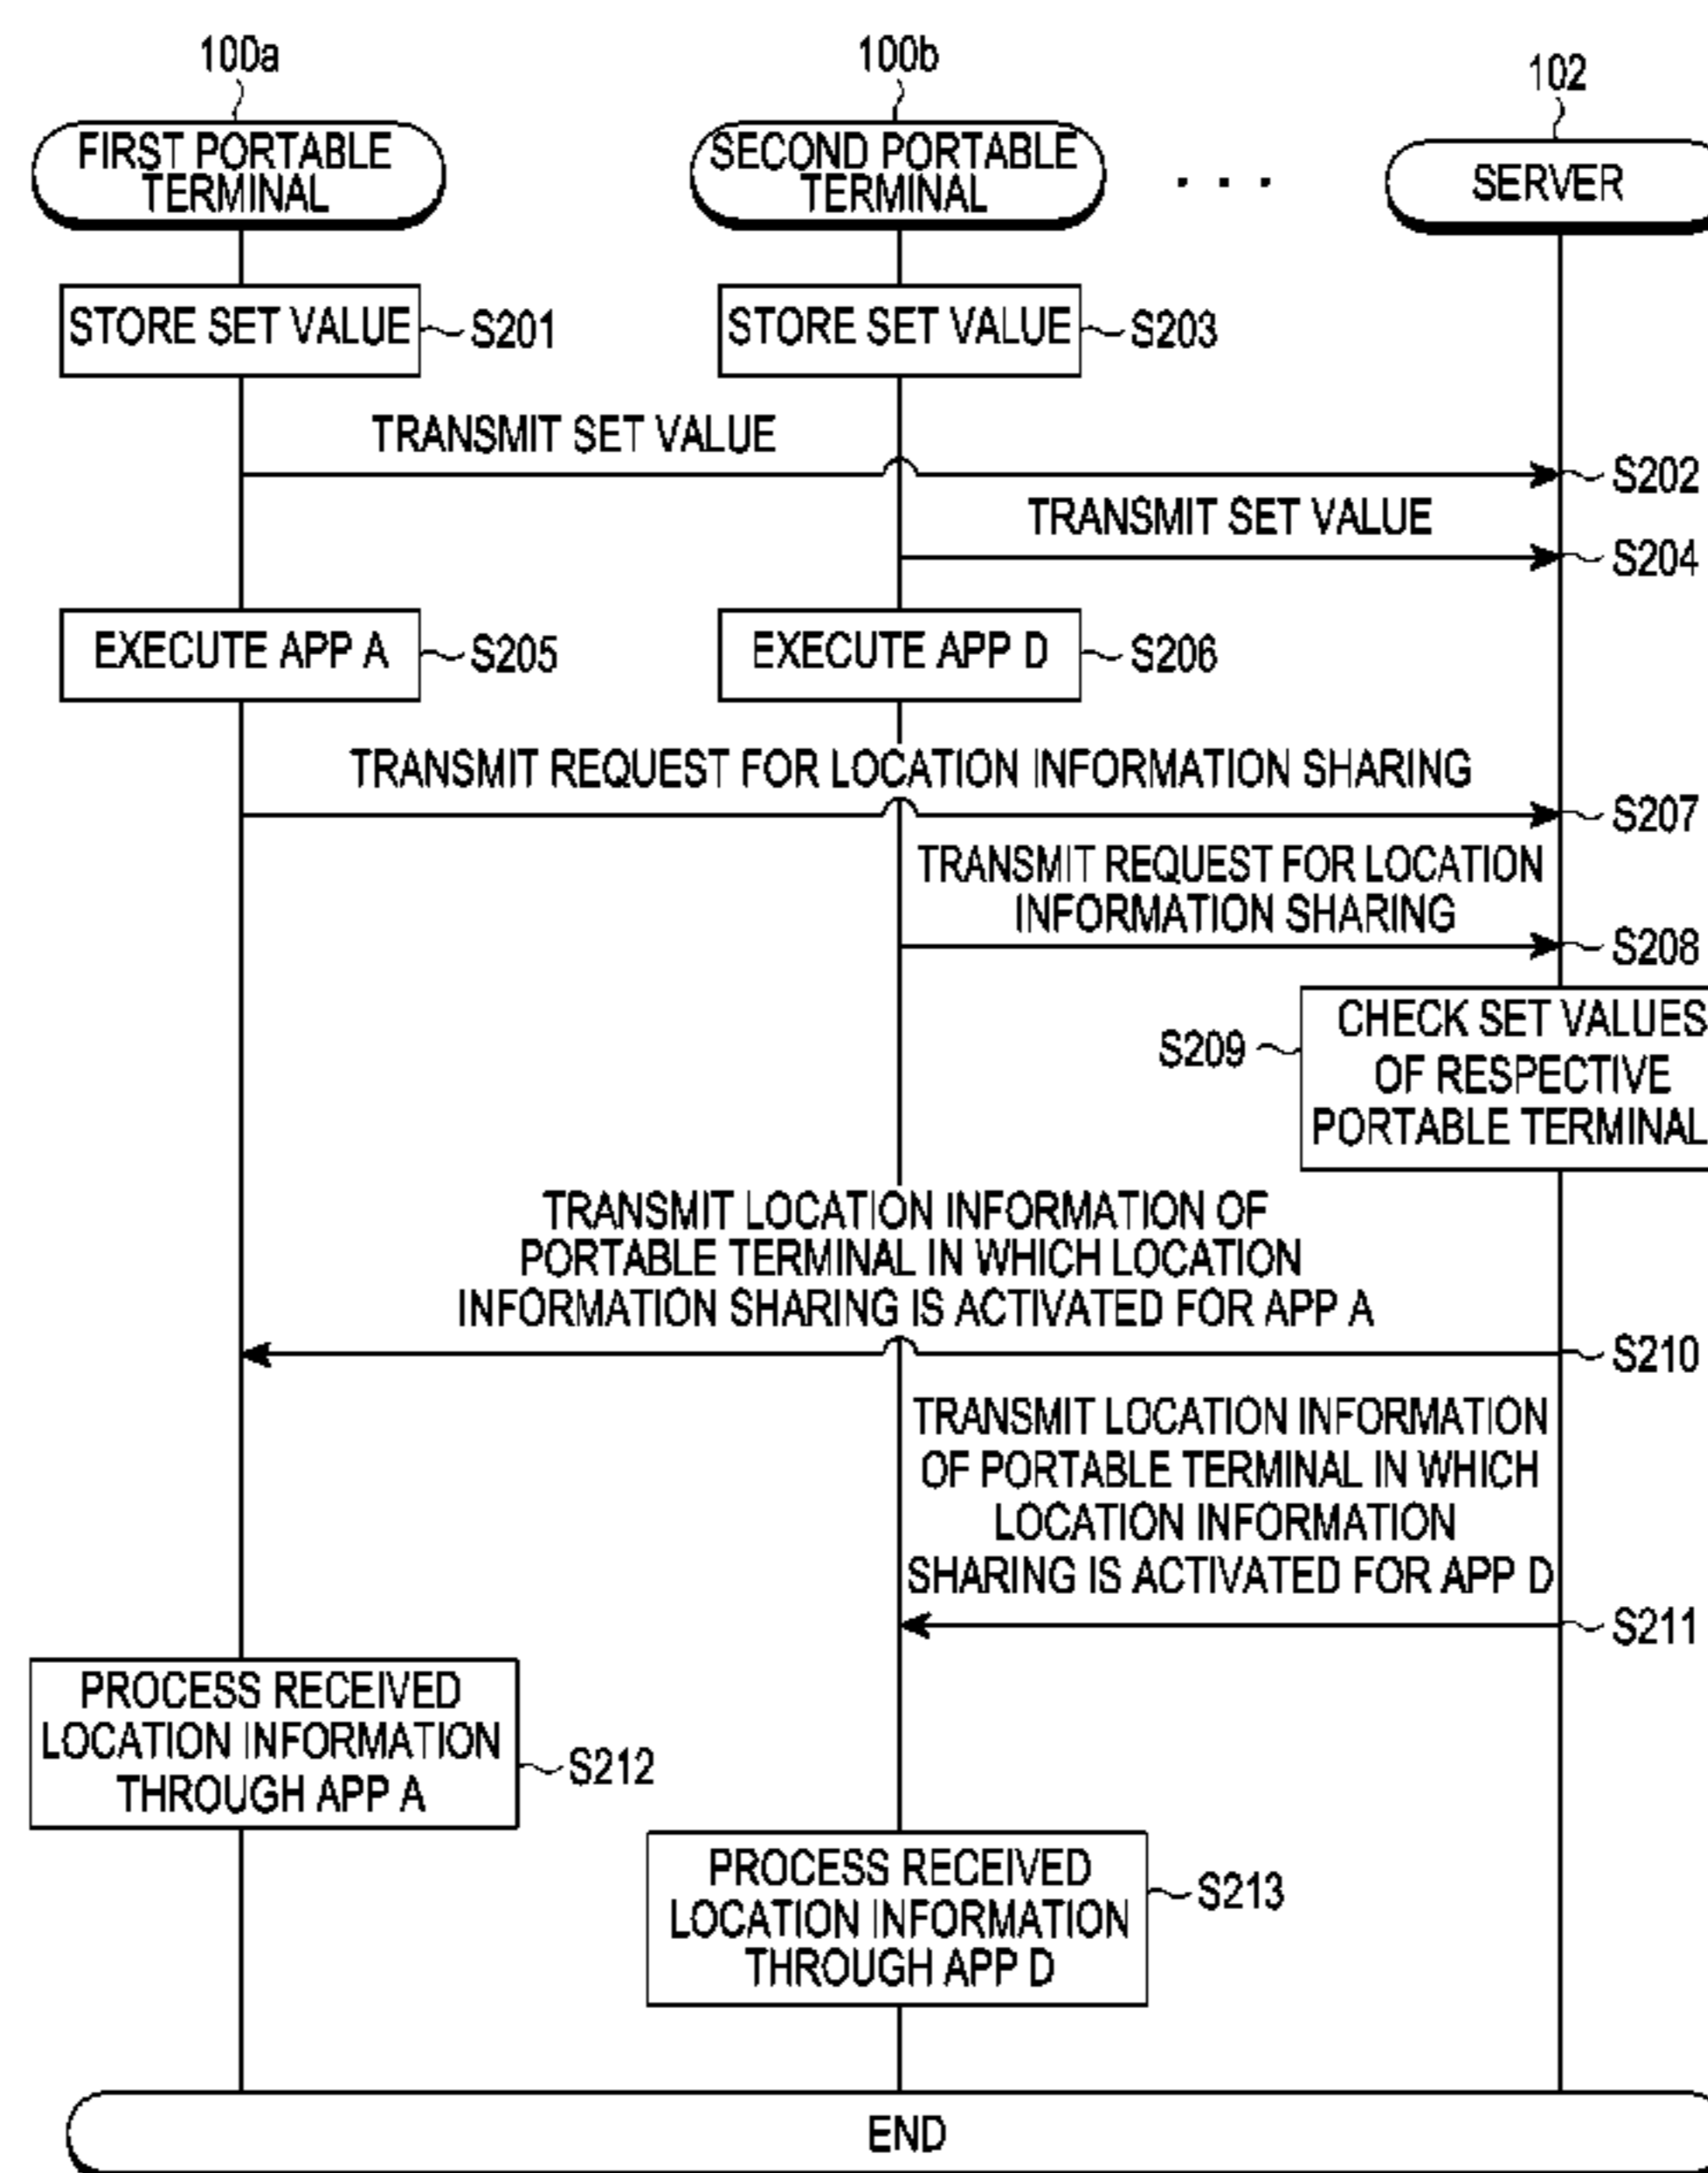 100a
100b
102
FIRST PORTABLE
TERMINAL
SECOND PORTABLE
TERMINAL
. . .
SERVER
STORE SET VALUE
S201
STORE SET VALUE
S203
TRANSMIT SET VALUE
S202
TRANSMIT SET VALUE
S204
EXECUTE APP A
S205
EXECUTE APP D
S206
TRANSMIT REQUEST FOR LOCATION INFORMATION SHARING
S207
TRANSMIT REQUEST FOR LOCATION
INFORMATION SHARING
S208
S209
CHECK SET VALUES
OF RESPECTIVE
PORTABLE TERMINAL
TRANSMIT LOCATION INFORMATION OF
PORTABLE TERMINAL IN WHICH LOCATION
INFORMATION SHARING IS ACTIVATED FOR APP A
S210
TRANSMIT LOCATION INFORMATION
OF PORTABLE TERMINAL IN WHICH
LOCATION INFORMATION
SHARING IS ACTIVATED FOR APP D
S211
PROCESS RECEIVED
LOCATION INFORMATION
THROUGH APP A
S212
PROCESS RECEIVED
LOCATION INFORMATION
THROUGH APP D
S213
END